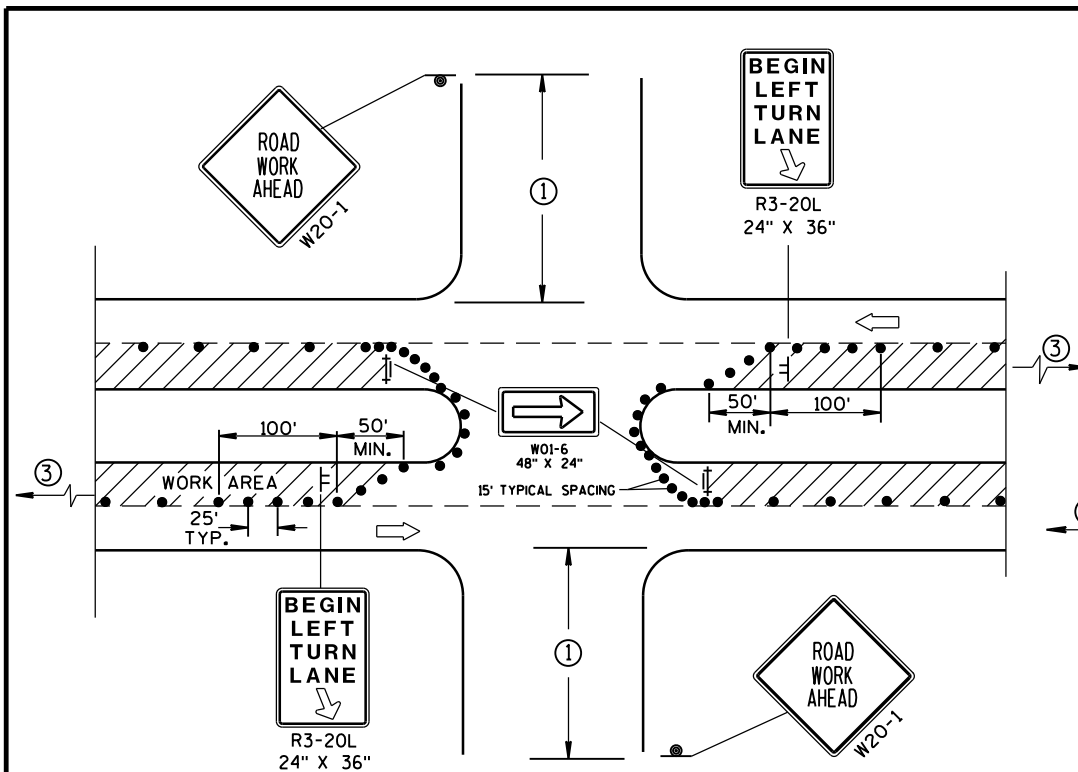 BEGIN
LEFT
TURN
LANE
R3-20L
24" X 36"
ROAD
WORK
AHEAD
W20-1
1
3
50'
MIN.
100'
W01-6
48" X 24"
100'
50'
MIN.
3
WORK AREA
15' TYPICAL SPACING
25'
TYP.
BEGIN
LEFT
TURN
LANE
R3-20L
24" X 36"
1
ROAD
WORK
AHEAD
W20-1